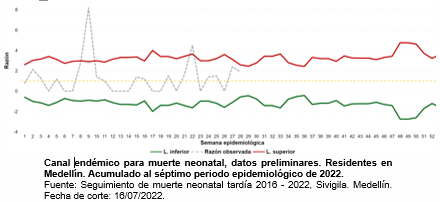 8
6
4
2
0
-2
-4
Razón
1 2 3 4 5 6 7 8 9 10 11 12 13 14 15 16 17 18 19 20 21 22 23 24 25 26 27 28 29 30 31 32 33 34 35 36 37 38 39 40 41 42 43 44 45 46 47 48 49 50 51 52
Semana epidemiológica
L. inferior Razón observada L. superior
Canal endémico para muerte neonatal, datos preliminares. Residentes en
Medellín. Acumulado al séptimo periodo epidemiológico de 2022.
Fuente: Seguimiento de muerte neonatal tardía 2016 - 2022, Sivigila. Medellín.
Fecha de corte: 16/07/2022.